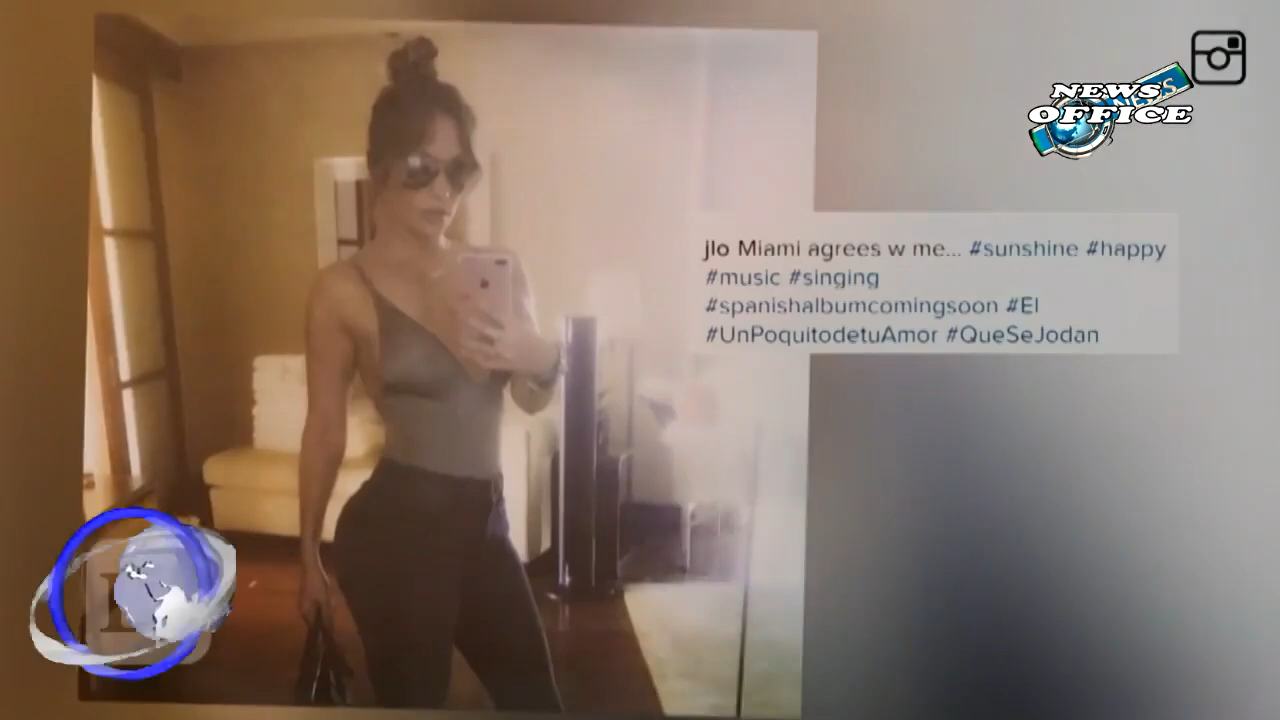 NEWS
OFFICE
jlo Miami agrees w me... #sunshine #happy
#music #singing
#spanishalbumcomingsoon #El
#UnPoquitodetuAmor #QueSeJodan